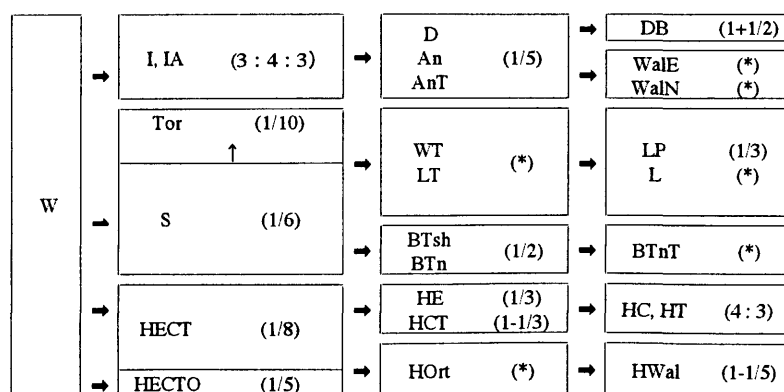 W
I, IA (3 : 4 : 3)
Tor (1/10)
S (1/6)
HECT (1/8)
HECTO (1/5)
D
An (1/5)
AnT
WT
LT (*)
BTsh
BTn (1/2)
HE (1/3)
HCT (1-1/3)
HOrt (*)
DB (1+1/2)
WalE (*)
WalN (*)
LP (1/3)
L (*)
BTnT (*)
HC, HT (4 : 3)
HWal (1-1/5)